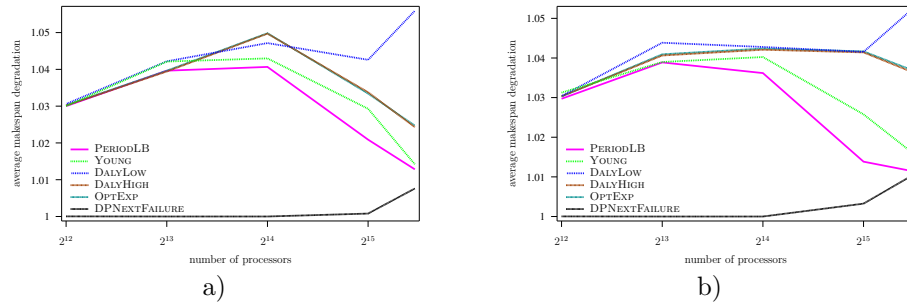 average makespan degradation
1.05
1.04
1.03
1.02
1.01
1
PERIODLB
YOUNG
DALYLOW
DALYHIGH
OPTEXP
DPNEXTFAILURE
2^12 2^13 2^14 2^15
number of processors
a)
average makespan degradation
1.05
1.04
1.03
1.02
1.01
1
PERIODLB
YOUNG
DALYLOW
DALYHIGH
OPTEXP
DPNEXTFAILURE
2^12 2^13 2^14 2^15
number of processors
b)